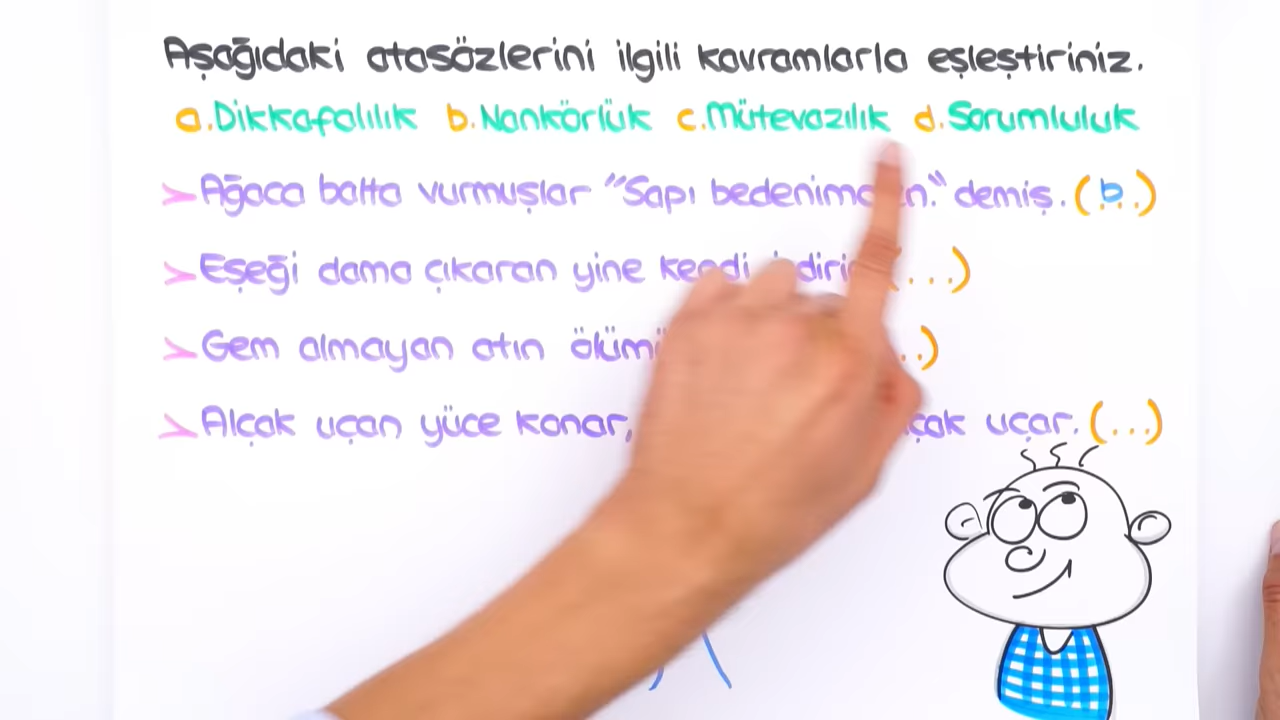 Aşağıdaki atasözlerini ilgili kavramlarla eşleştiriniz.
a.Dikkafalılık b.Nankörlük c.Mütevazılık d.Sorumluluk
➤ Ağaca balta vurmuşlar "Sapı bedenimden." demiş. (b)
➤ Eşeği dama çıkaran yine kendi (...)
➤ Gem almayan atın ..)
➤ Alçak uçan yüce konar, uçar. (...)